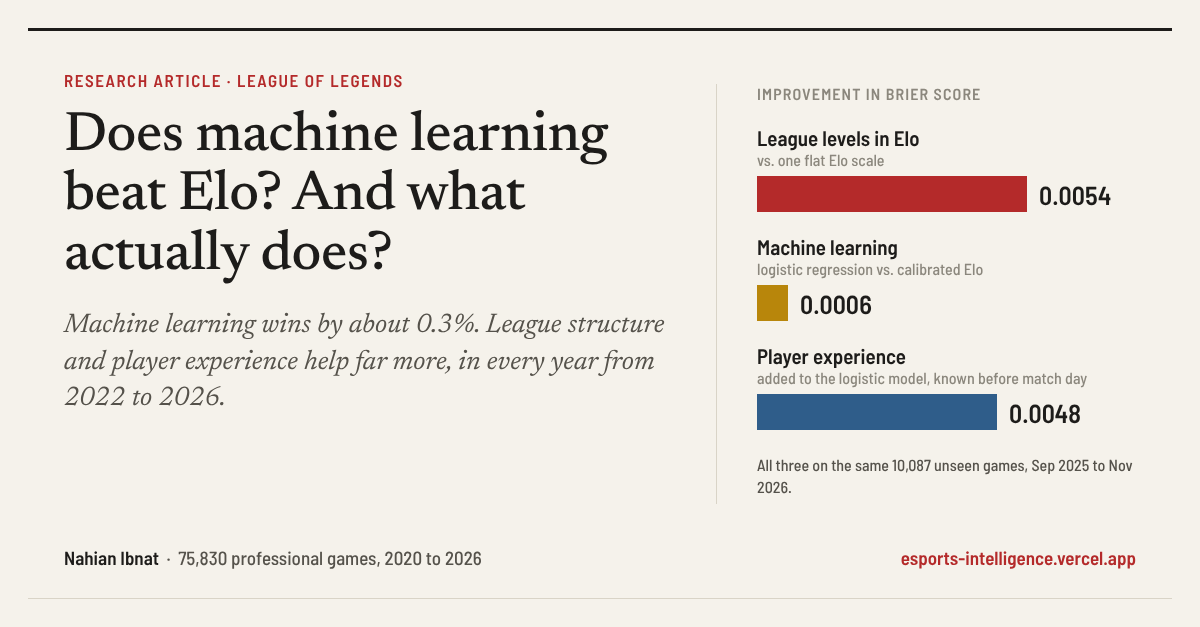 RESEARCH ARTICLE · LEAGUE OF LEGENDS
Does machine learning
beat Elo? And what
actually does?
Machine learning wins by about 0.3%. League structure
and player experience help far more, in every year from
2022 to 2026.
IMPROVEMENT IN BRIER SCORE
League levels in Elo
vs. one flat Elo scale
0.0054
Machine learning
logistic regression vs. calibrated Elo
0.0006
Player experience
added to the logistic model, known before match day
0.0048
All three on the same 10,087 unseen games, Sep 2025 to Nov
2026.
Nahian Ibnat · 75,830 professional games, 2020 to 2026
esports-intelligence.vercel.app